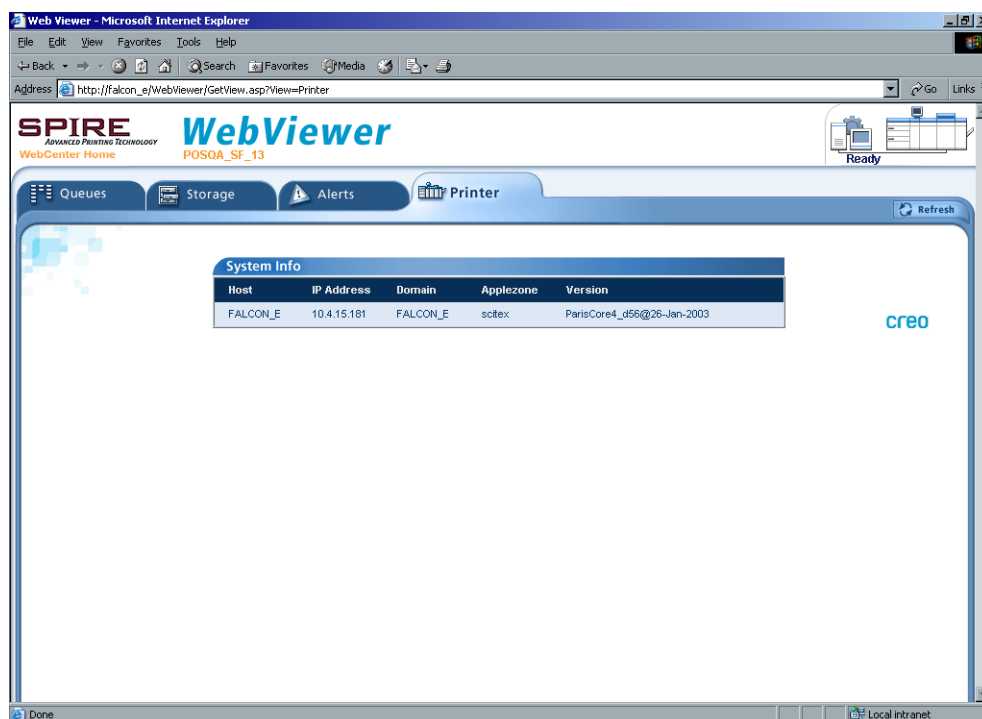 Web Viewer - Microsoft Internet Explorer
File Edit View Favorites Tools Help
Back Search Favorites Media
Address http://falcon_e/WebViewer/GetView.asp?View=Printer Go Links
SPIRE
ADVANCED PRINTING TECHNOLOGY
WebCenter Home
WebViewer
POSQA_SF_13
Ready
Queues Storage Alerts Printer
Refresh
System Info
Host IP Address Domain Applezone Version
FALCON_E 10.4.15.181 FALCON_E scitex ParisCore4_d56@26-Jan-2003
creo
Done Local intranet